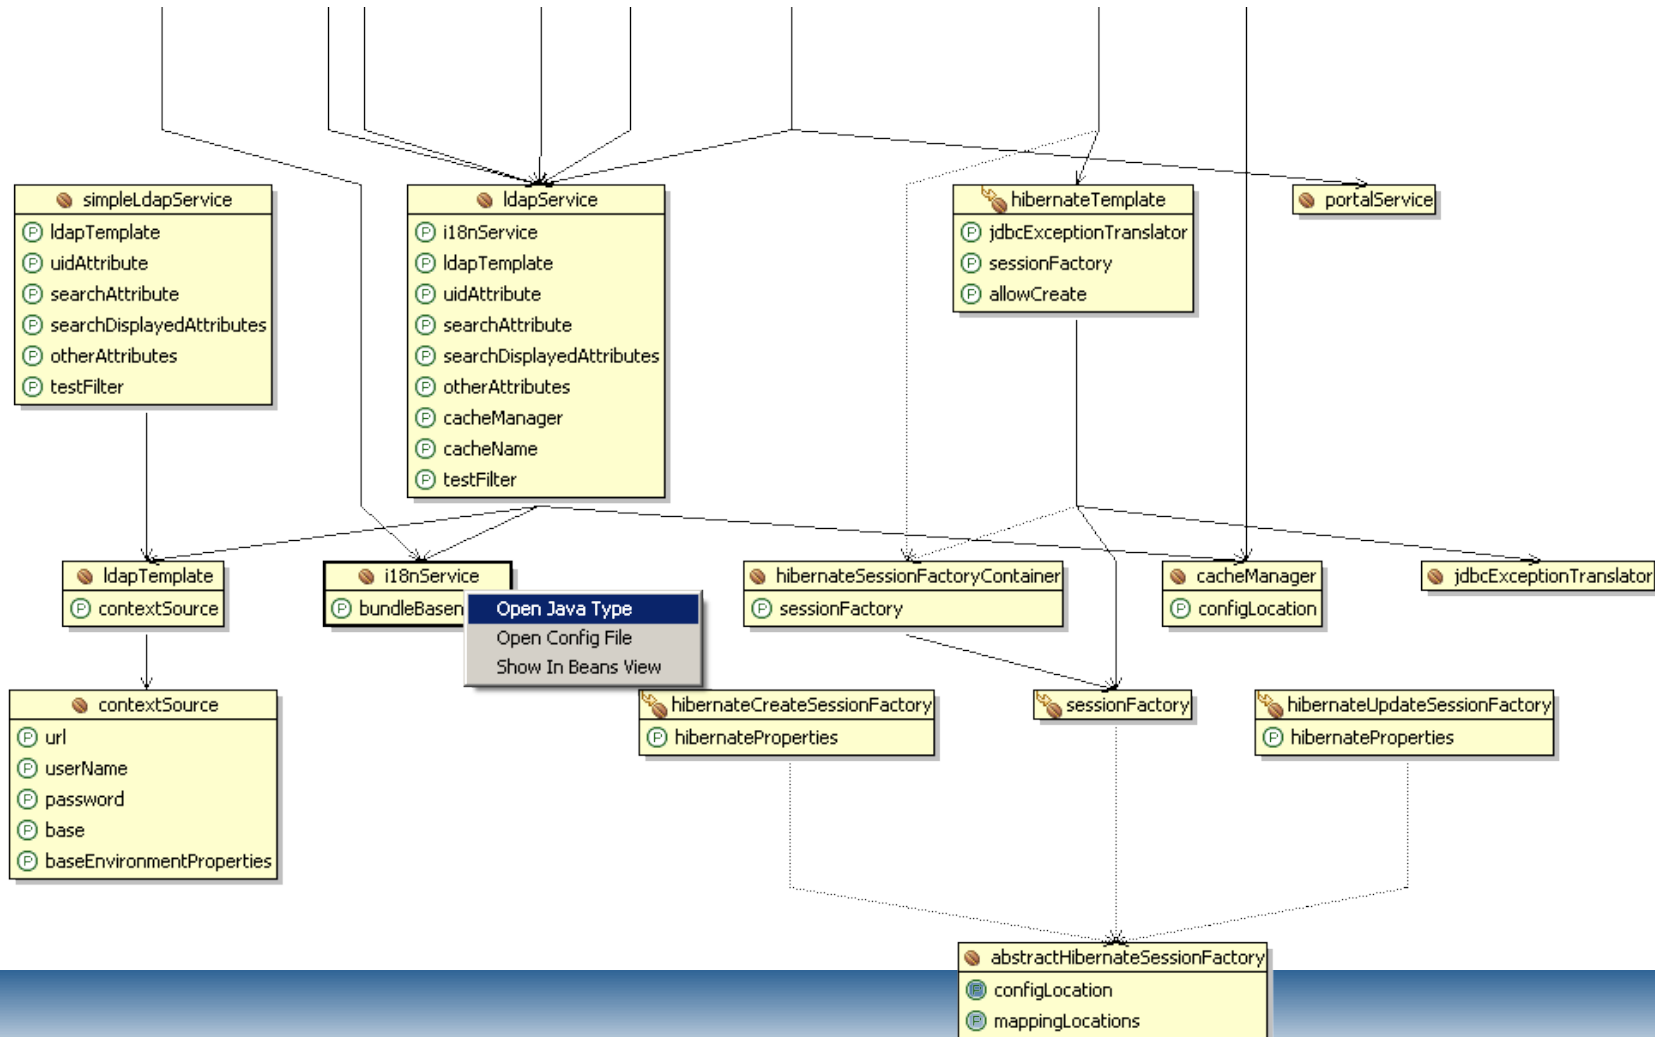 simpleLdapService
ldapTemplate
uidAttribute
searchAttribute
searchDisplayedAttributes
otherAttributes
testFilter
ldapService
i18nService
ldapTemplate
uidAttribute
searchAttribute
searchDisplayedAttributes
otherAttributes
cacheManager
cacheName
testFilter
hibernateTemplate
jdbcExceptionTranslator
sessionFactory
allowCreate
portalService
ldapTemplate
contextSource
i18nService
Open Java Type
Open Config File
Show In Beans View
hibernateSessionFactoryContainer
sessionFactory
cacheManager
configLocation
jdbcExceptionTranslator
contextSource
url
userName
password
base
baseEnvironmentProperties
hibernateCreateSessionFactory
hibernateProperties
sessionFactory
hibernateUpdateSessionFactory
hibernateProperties
abstractHibernateSessionFactory
configLocation
mappingLocations